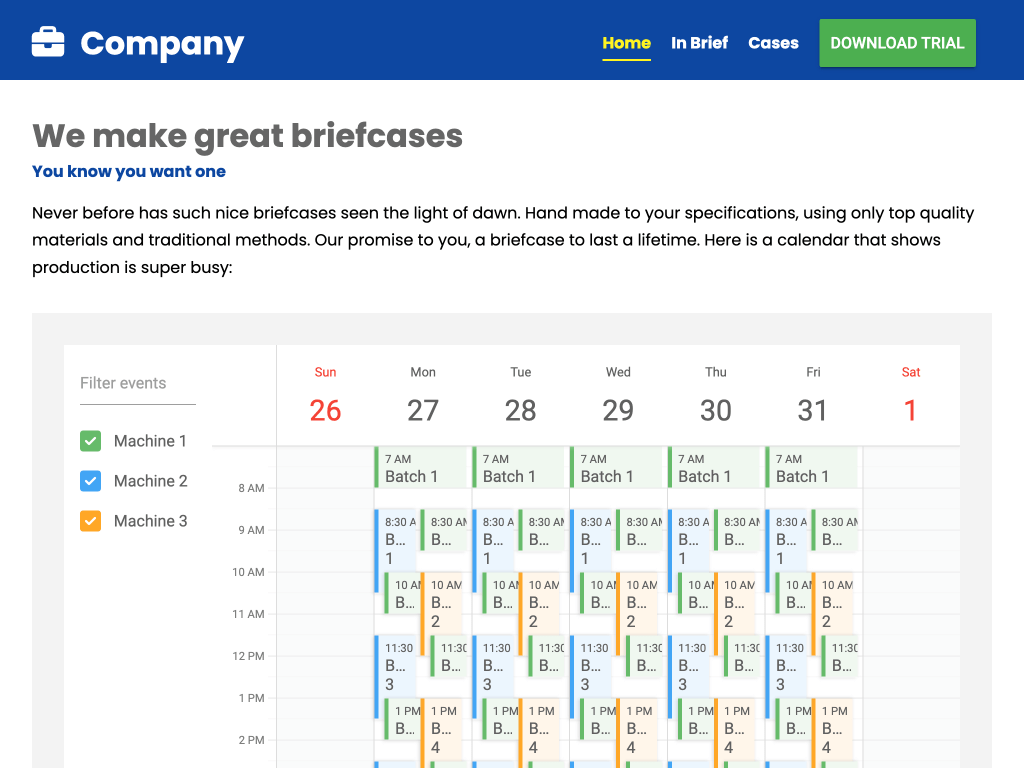 Company
Home
In Brief
Cases
DOWNLOAD TRIAL
We make great briefcases
You know you want one
Never before has such nice briefcases seen the light of dawn. Hand made to your specifications, using only top quality
materials and traditional methods. Our promise to you, a briefcase to last a lifetime. Here is a calendar that shows
production is super busy:
Filter events
Machine 1
Machine 2
Machine 3
Sun Mon Tue Wed Thu Fri Sat
26 27 28 29 30 31 1
7 AM 7 AM 7 AM 7 AM 7 AM
Batch 1 Batch 1 Batch 1 Batch 1 Batch 1
8 AM
8:30 A 8:30 AM 8:30 A 8:30 AM 8:30 A 8:30 AM 8:30 A 8:30 AM 8:30 A 8:30 AM
9 AM B... B... B... B... B... B... B... B... B... B...
1 1 1 1 1
10 AM
10 AM 10 AM 10 AM 10 AM 10 AM 10 AM 10 AM 10 AM 10 AM 10 AM
B... B... B... B... B... B... B... B... B... B...
11 AM 2 2 2 2 2
11:30 11:30 11:30 11:30 11:30 11:30 11:30 11:30 11:30 11:30
12 PM B... B... B... B... B... B... B... B... B... B...
3 3 3 3 3
1 PM
1 PM 1 PM 1 PM 1 PM 1 PM 1 PM 1 PM 1 PM 1 PM 1 PM
B... B... B... B... B... B... B... B... B... B...
2 PM 4 4 4 4 4